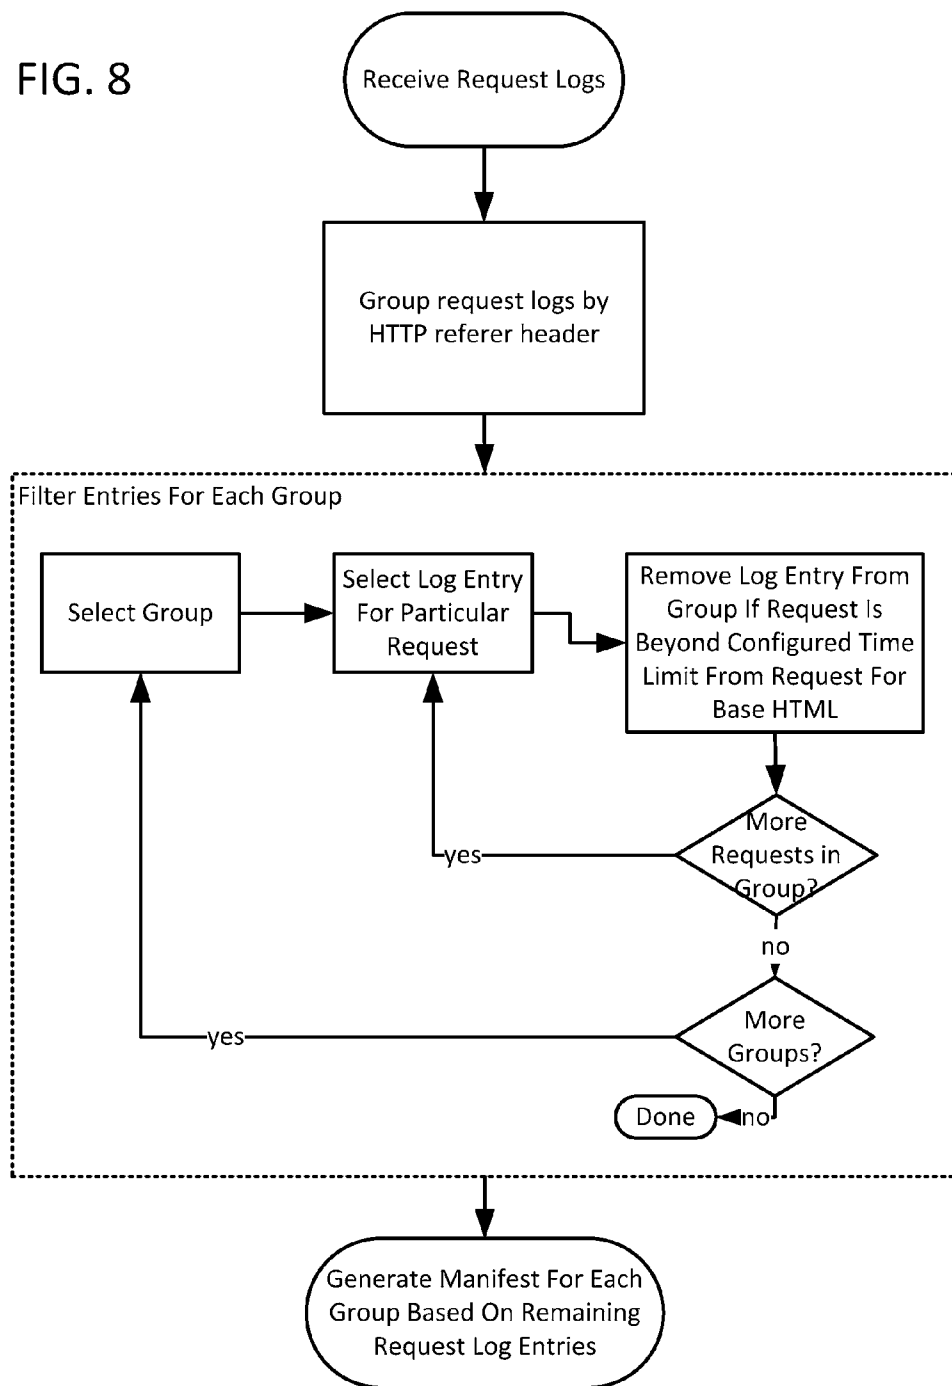 FIG. 8
Receive Request Logs
Group request logs by
HTTP referer header
Filter Entries For Each Group
Select Group
Select Log Entry
For Particular
Request
Remove Log Entry From
Group If Request Is
Beyond Configured Time
Limit From Request For
Base HTML
More
Requests in
Group?
yes
no
More
Groups?
yes
no
Done
Generate Manifest For Each
Group Based On Remaining
Request Log Entries